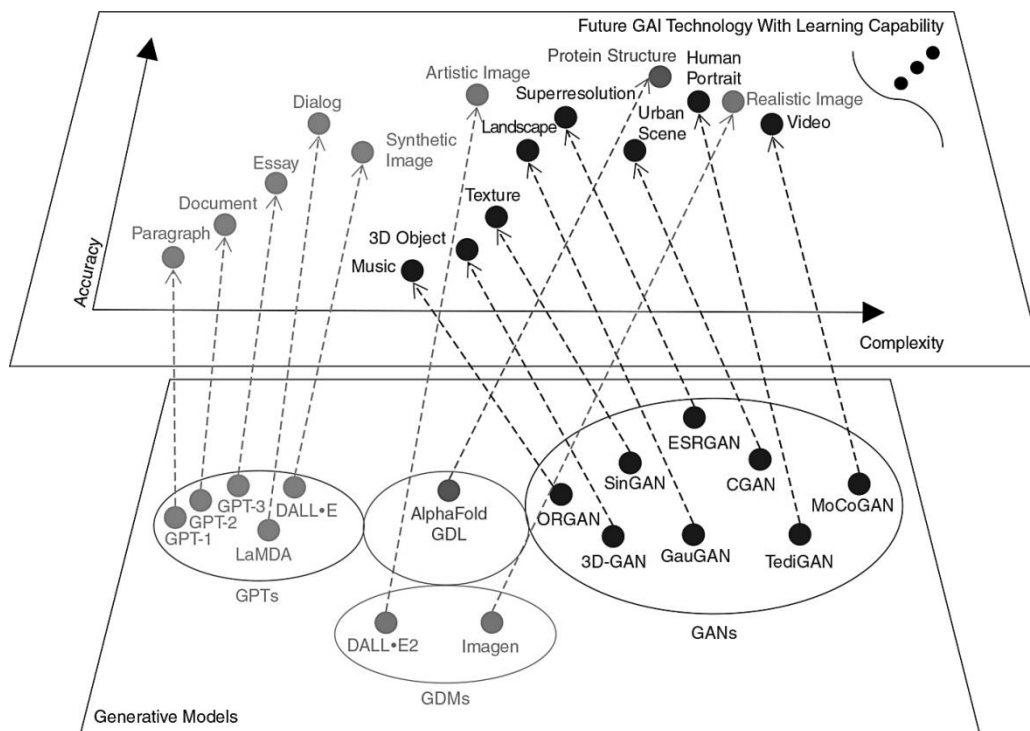 Future GAI Technology With Learning Capability
Protein Structure
Human
Portrait
Artistic Image
Superresolution
Realistic Image
Dialog
Landscape
Urban
Scene
Video
Synthetic
Image
Essay
Texture
Document
Paragraph
3D Object
Music
Accuracy
Complexity
ESRGAN
SinGAN
CGAN
MoCoGAN
GPT-3
DALL•E
GPT-2
GPT-1
LaMDA
AlphaFold
GDL
ORGAN
3D-GAN
GauGAN
TediGAN
GPTs
GANs
DALL•E2
Imagen
GDMs
Generative Models